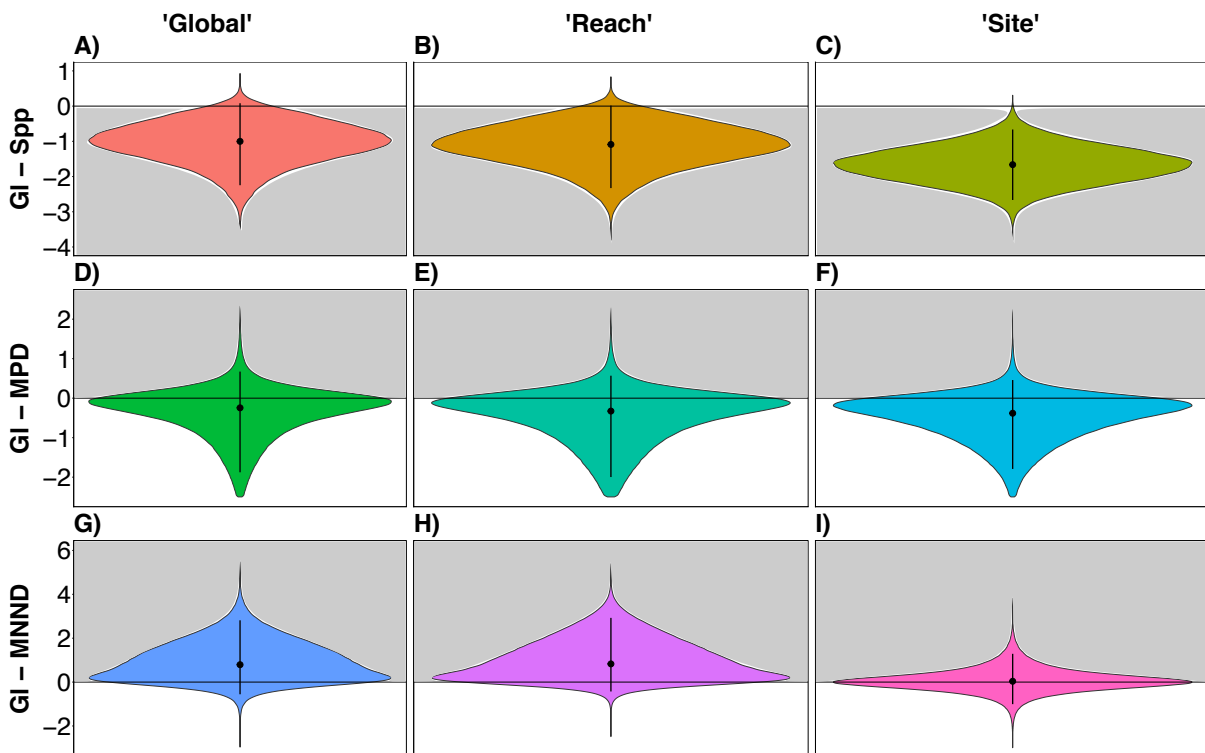 'Global' 'Reach' 'Site'
A) B) C)
GI − Spp
1
0
−1
−2
−3
−4
D) E) F)
GI − MPD
2
1
0
−1
−2
G) H) I)
GI − MNND
6
4
2
0
−2